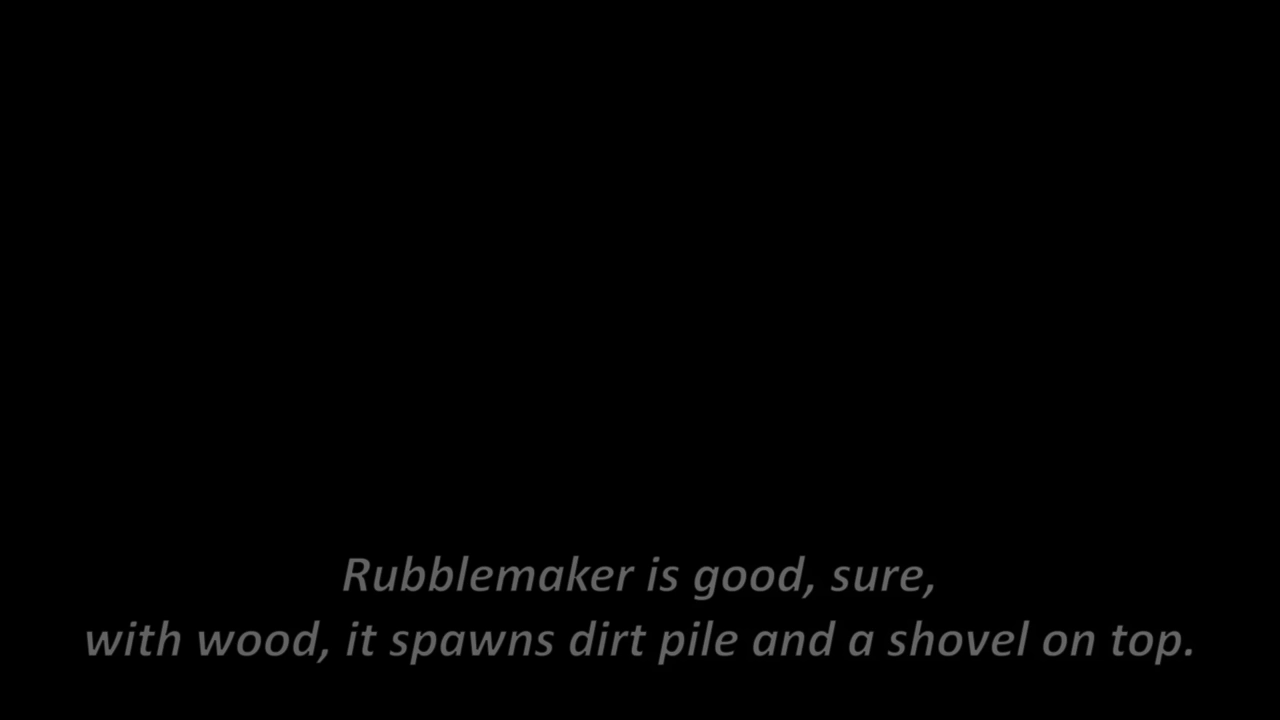 Rubblemaker is good, sure,
with wood, it spawns dirt pile and a shovel on top.